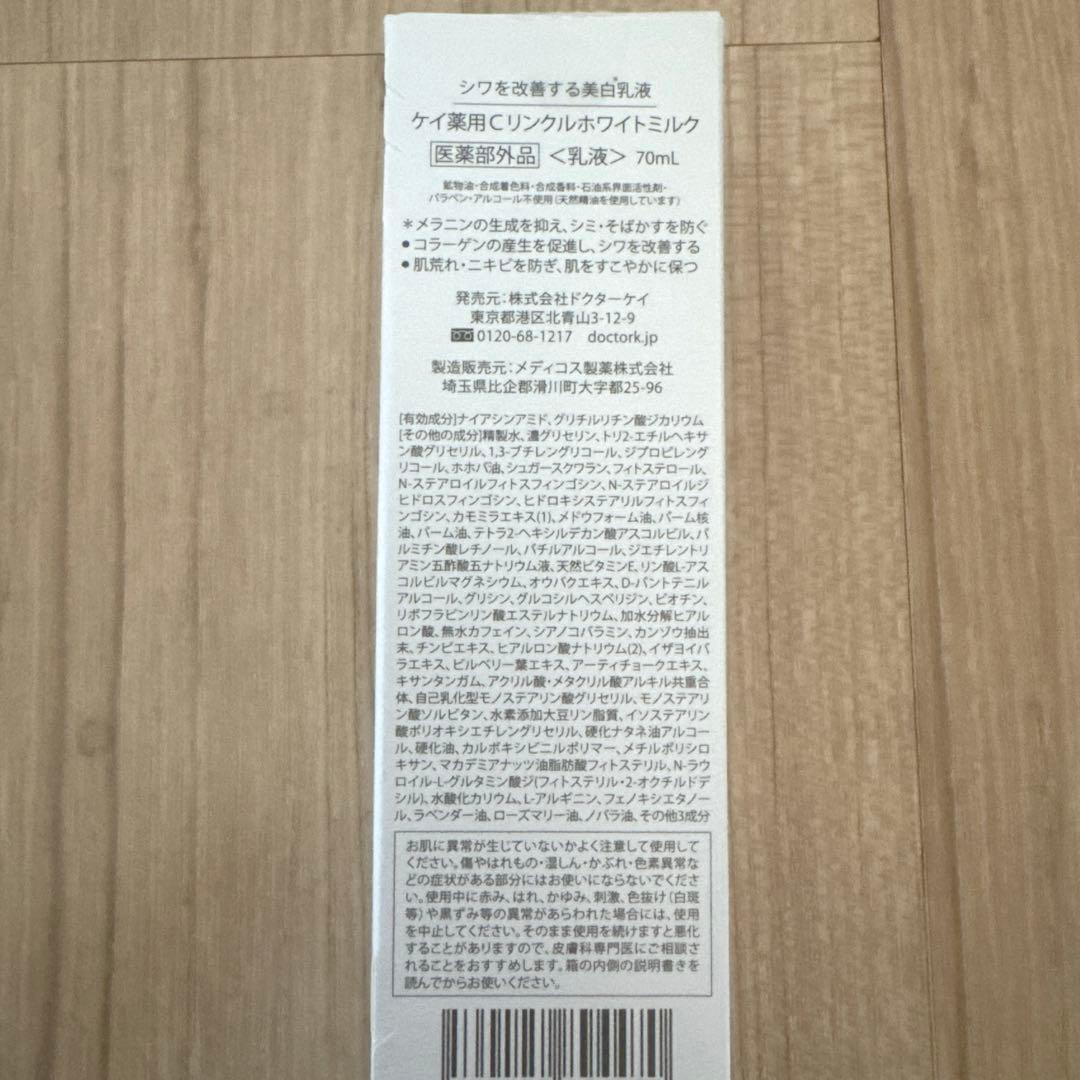 シワを改善する美白*乳液
ケイ薬用Cリンクルホワイトミルク
医薬部外品 <乳液> 70mL
鉱物油・合成着色料・合成香料・石油系界面活性剤・
パラベン・アルコール不使用(天然精油を使用しています)
*メラニンの生成を抑え、シミ・そばかすを防ぐ
●コラーゲンの産生を促進し、シワを改善する
●肌荒れ・ニキビを防ぎ、肌をすこやかに保つ
発売元:株式会社ドクターケイ
東京都港区北青山3-12-9
0120-68-1217 doctork.jp
製造販売元:メディコス製薬株式会社
埼玉県比企郡滑川町大字都25-96
[有効成分]ナイアシンアミド、グリチルリチン酸ジカリウム
[その他の成分]精製水、濃グリセリン、トリ2-エチルヘキサ
ン酸グリセリル、1,3-ブチレングリコール、ジプロピレング
リコール、ホホバ油、シュガースクワラン、フィトステロール、
N-ステアロイルフィトスフィンゴシン、N-ステアロイルジ
ヒドロスフィンゴシン、ヒドロキシステアリルフィトスフィ
ンゴシン、カモミラエキス(1)、メドウフォーム油、パーム核
油、パーム油、テトラ2-ヘキシルデカン酸アスコルビル、パ
ルミチン酸レチノール、バチルアルコール、ジエチレントリ
アミン五酢酸五ナトリウム液、天然ビタミンE、リン酸L-アス
コルビルマグネシウム、オウバクエキス、D-パントテニル
アルコール、グリシン、グルコシルヘスペリジン、ビオチン、
リボフラビンリン酸エステルナトリウム、加水分解ヒアル
ロン酸、無水カフェイン、シアノコバラミン、カンゾウ抽出
末、チンピエキス、ヒアルロン酸ナトリウム(2)、イザヨイバ
ラエキス、ビルベリー葉エキス、アーティチョークエキス、
キサンタンガム、アクリル酸・メタクリル酸アルキル共重合
体、自己乳化型モノステアリン酸グリセリル、モノステアリ
ン酸ソルビタン、水素添加大豆リン脂質、イソステアリン
酸ポリオキシエチレングリセリル、硬化ナタネ油アルコー
ル、硬化油、カルボキシビニルポリマー、メチルポリシロ
キサン、マカデミアナッツ油脂肪酸フィトステリル、N-ラウ
ロイル-L-グルタミン酸ジ(フィトステリル・2-オクチルドデ
シル)、水酸化カリウム、L-アルギニン、フェノキシエタノー
ル、ラベンダー油、ローズマリー油、ノバラ油、その他3成分
お肌に異常が生じていないかよく注意して使用して
ください。傷やはれもの・湿しん・かぶれ・色素異常な
どの症状がある部分にはお使いにならないでくださ
い。使用中に赤み、はれ、かゆみ、刺激、色抜け(白斑
等)や黒ずみ等の異常があらわれた場合には、使用
を中止してください。そのまま使用を続けますと悪化
することがありますので、皮膚科専門医にご相談さ
れることをおすすめします。箱の内側の説明書きを
読んでからお使いください。